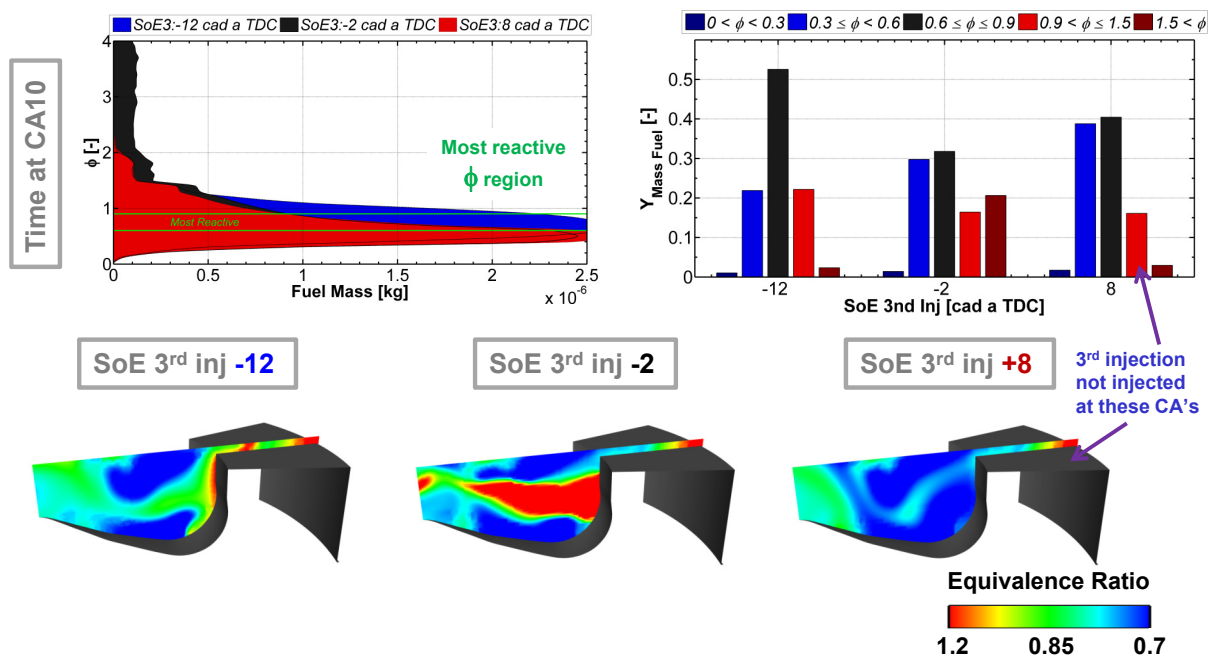 SoE3:-12 cad a TDC SoE3:-2 cad a TDC SoE3:8 cad a TDC
0 < ϕ < 0.3 0.3 ≤ ϕ < 0.6 0.6 ≤ ϕ ≤ 0.9 0.9 < ϕ ≤ 1.5 1.5 < ϕ
Time at CA10
ϕ [-]
4
3
2
1
0
Most reactive
ϕ region
Most Reactive
0 0.5 1 1.5 2 2.5
Fuel Mass [kg]
x 10⁻⁶
Y Mass Fuel [-]
0.5
0.4
0.3
0.2
0.1
0
-12 -2 8
SoE 3nd Inj [cad a TDC]
SoE 3rd inj -12
SoE 3rd inj -2
SoE 3rd inj +8
3rd injection
not injected
at these CA's
Equivalence Ratio
1.2 0.85 0.7